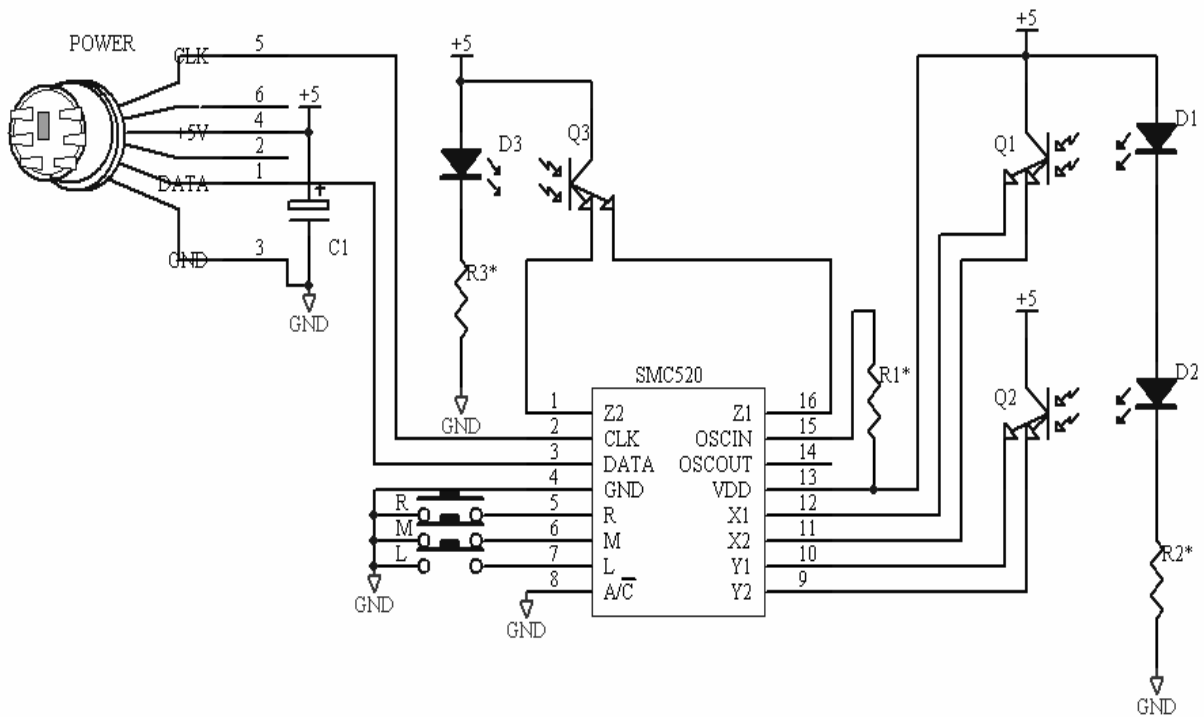 POWER
CLK 5
6 +5
+5V 4
2
DATA 1
GND 3
C1
+
GND
+5
D3
Q3
R3*
GND
+5
Q1
D1
+5
Q2
D2
R1*
R2*
GND
SMC520
1 Z2 Z1 16
2 CLK OSCIN 15
3 DATA OSCOUT 14
4 GND VDD 13
R 5 R X1 12
M 6 M X2 11
L 7 L Y1 10
8 A/C Y2 9
GND
GND